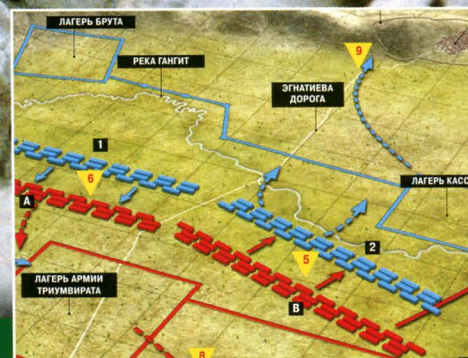 ЛАГЕРЬ БРУТА
РЕКА ГАНГИТ
9
ЭГНАТИЕВА
ДОРОГА
1
6
ЛАГЕРЬ КАСС
A
2
5
ЛАГЕРЬ АРМИИ
ТРИУМВИРАТА
B
8